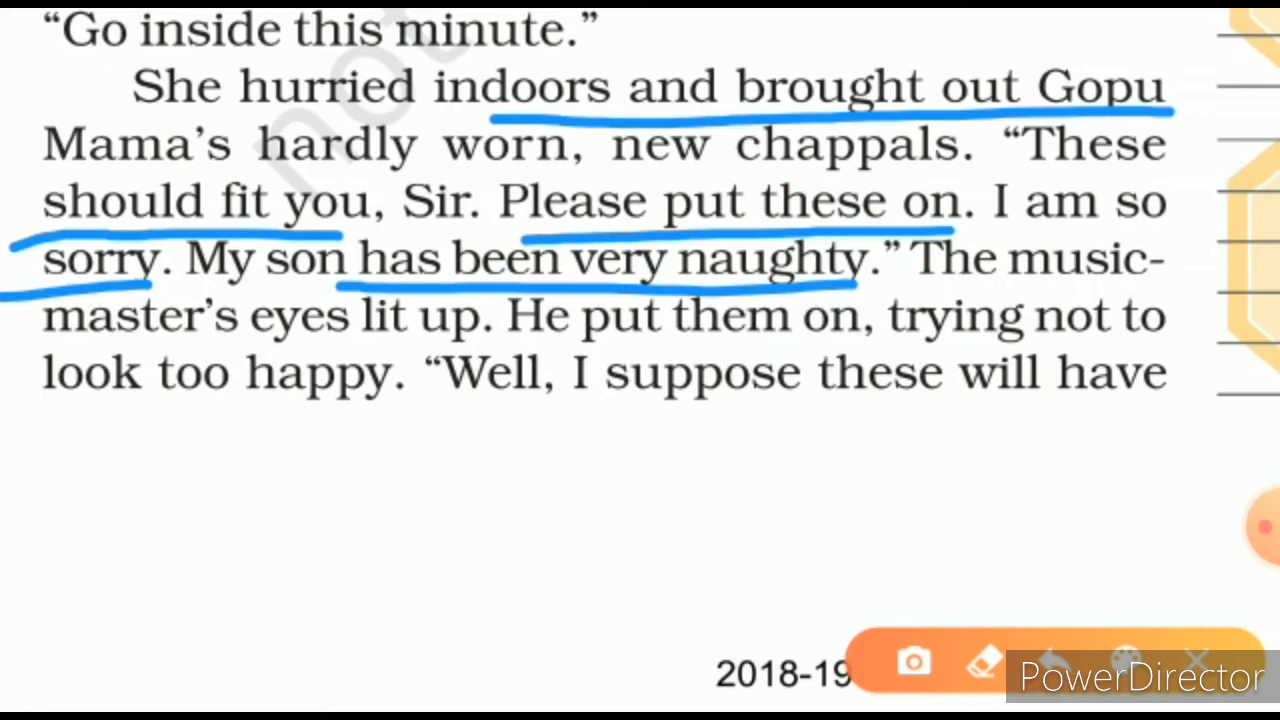 “Go inside this minute.”
She hurried indoors and brought out Gopu
Mama’s hardly worn, new chappals. “These
should fit you, Sir. Please put these on. I am so
sorry. My son has been very naughty.” The music-
master’s eyes lit up. He put them on, trying not to
look too happy. “Well, I suppose these will have
not
2018-19
PowerDirector